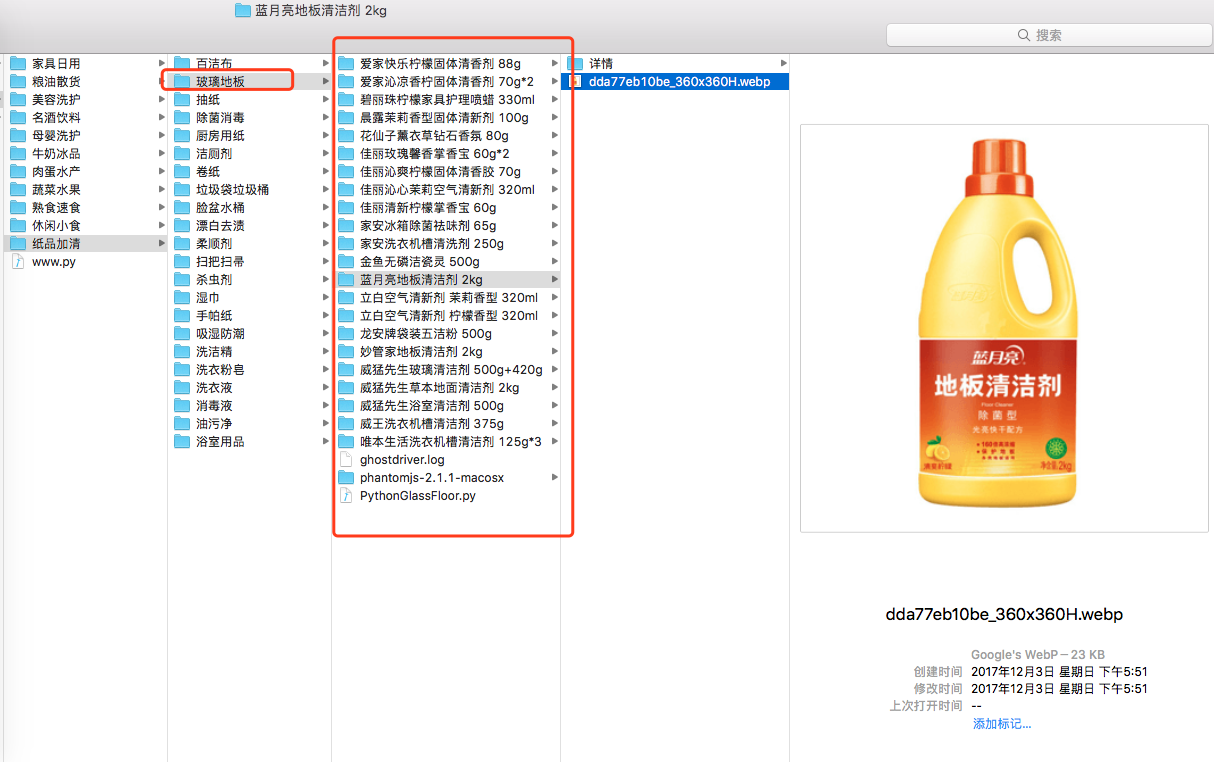 蓝月亮地板清洁剂 2kg
搜索
家具日用
粮油散货
美容洗护
名酒饮料
母婴洗护
牛奶冰品
肉蛋水产
蔬菜水果
熟食速食
休闲小食
纸品加清
www.py
百洁布
玻璃地板
抽纸
除菌消毒
厨房用纸
洁厕剂
卷纸
垃圾袋垃圾桶
脸盆水桶
漂白去渍
柔顺剂
扫把扫帚
杀虫剂
湿巾
手帕纸
吸湿防潮
洗洁精
洗衣粉皂
洗衣液
消毒液
油污净
浴室用品
爱家快乐柠檬固体清香剂 88g
爱家沁凉香柠固体清香剂 70g*2
碧丽珠柠檬家具护理喷蜡 330ml
晨露茉莉香型固体清新剂 100g
花仙子薰衣草钻石香氛 80g
佳丽玫瑰馨香掌香宝 60g*2
佳丽沁爽柠檬固体清香胶 70g
佳丽沁心茉莉空气清新剂 320ml
佳丽清新柠檬掌香宝 60g
家安冰箱除菌祛味剂 65g
家安洗衣机槽清洗剂 250g
金鱼无磷洁瓷灵 500g
蓝月亮地板清洁剂 2kg
立白空气清新剂 茉莉香型 320ml
立白空气清新剂 柠檬香型 320ml
龙安牌袋装五洁粉 500g
妙管家地板清洁剂 2kg
威猛先生玻璃清洁剂 500g+420g
威猛先生草本地面清洁剂 2kg
威猛先生浴室清洁剂 500g
威王洗衣机槽清洁剂 375g
唯本生活洗衣机槽清洁剂 125g*3
ghostdriver.log
phantomjs-2.1.1-macosx
PythonGlassFloor.py
详情
dda77eb10be_360x360H.webp
蓝月亮
地板清洁剂
Floor Cleaner
除菌型
光亮快干配方
净含量:2kg
dda77eb10be_360x360H.webp
Google's WebP – 23 KB
创建时间 2017年12月3日 星期日 下午5:51
修改时间 2017年12月3日 星期日 下午5:51
上次打开时间 --
添加标记...